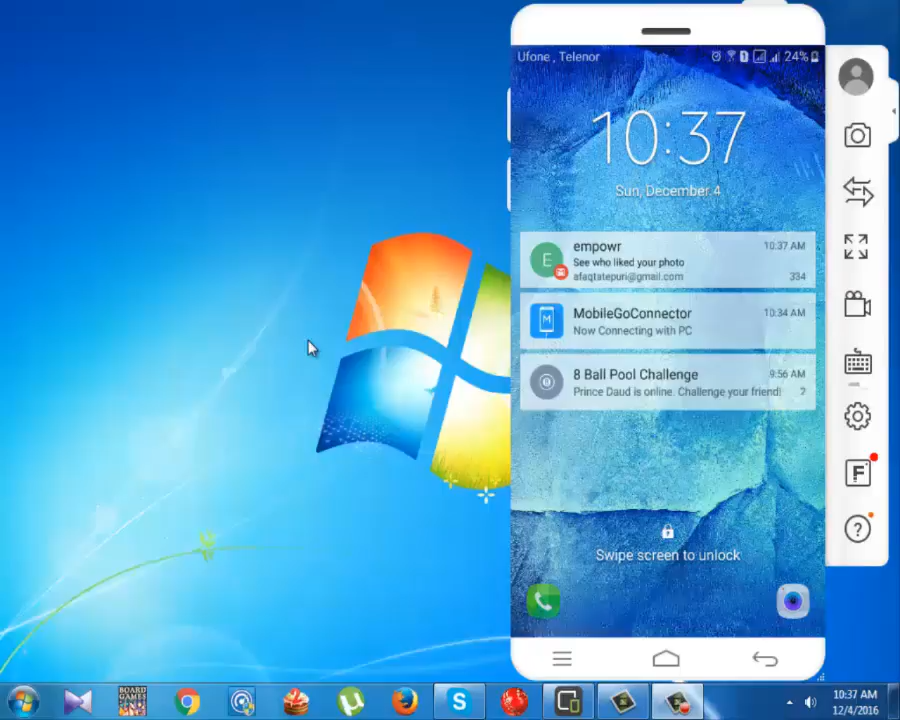 Ufone , Telenor
24%
10:37
Sun, December 4
E
empowr
10:37 AM
See who liked your photo
afaqtatepuri@gmail.com
334
M
MobileGoConnector
10:34 AM
Now Connecting with PC
8 Ball Pool Challenge
9:56 AM
Prince Daud is online. Challenge your friend!
2
Swipe screen to unlock
F
?
BOARD
GAMES
S
10:37 AM
12/4/2016